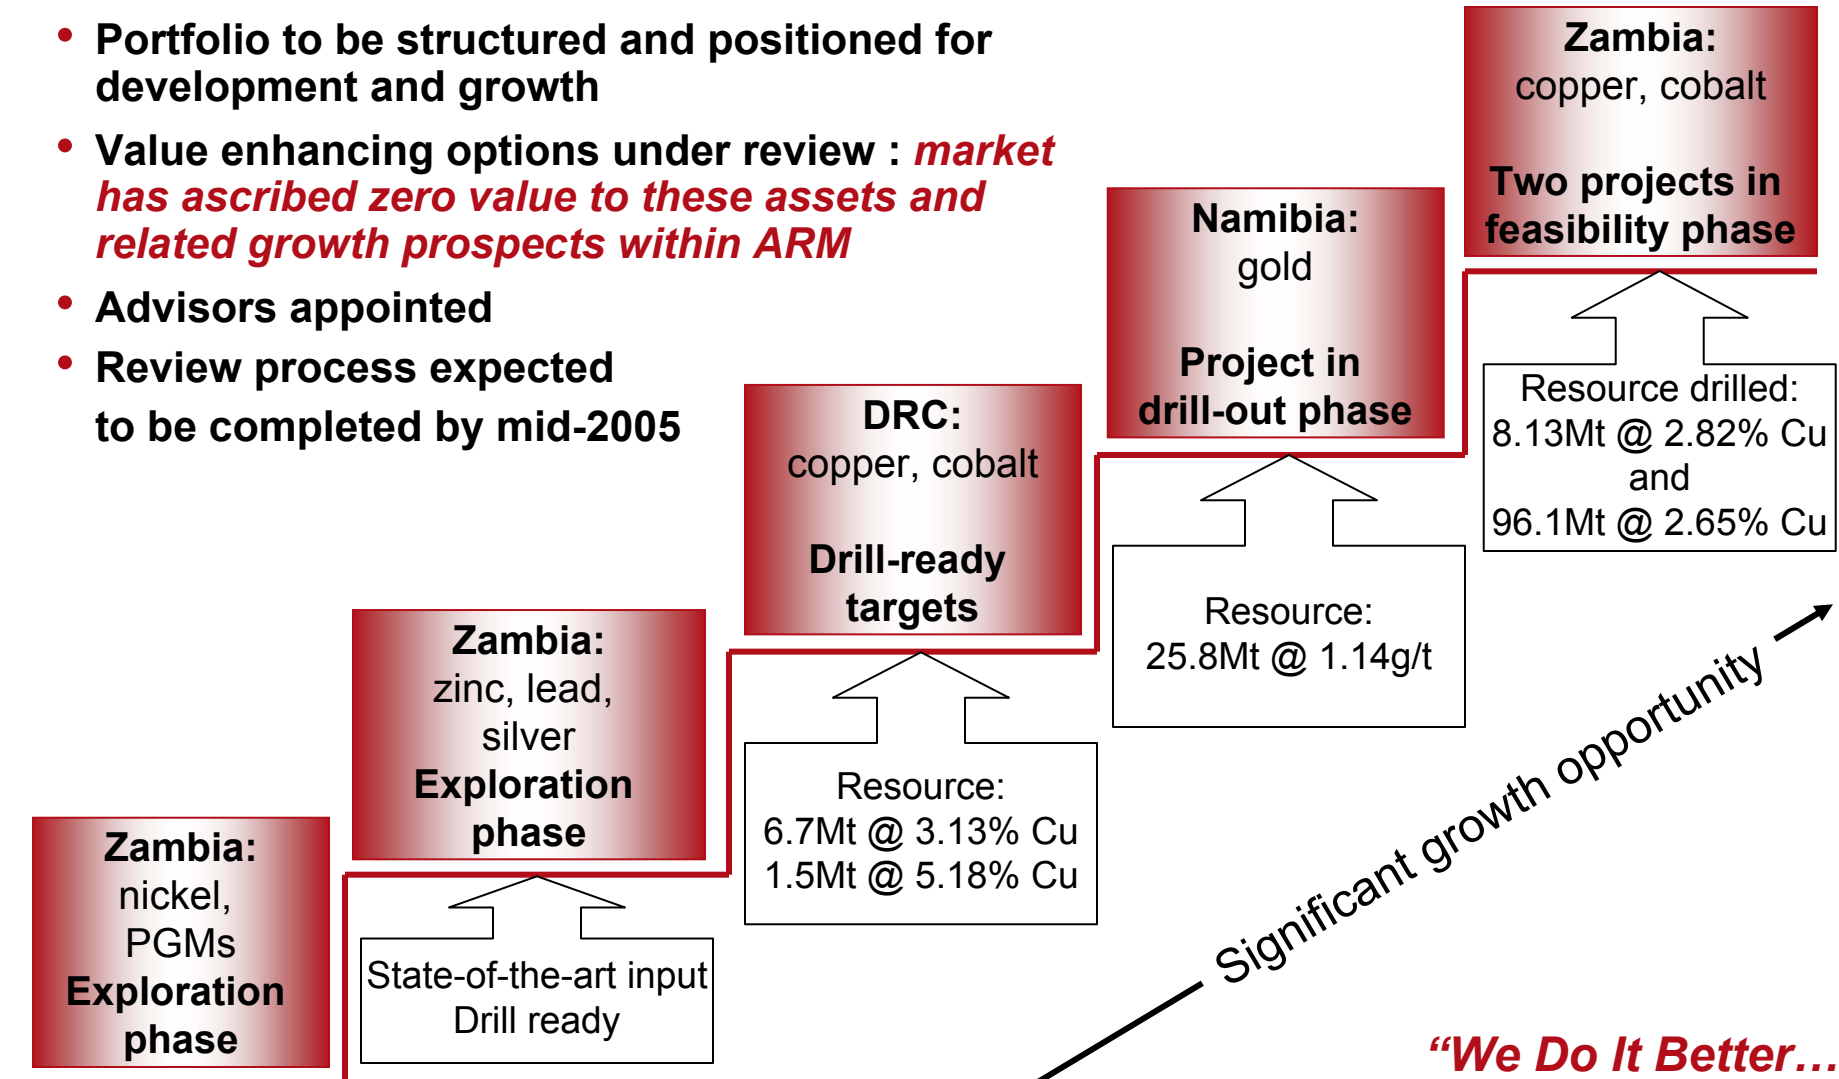 • Portfolio to be structured and positioned for
development and growth
• Value enhancing options under review : market
has ascribed zero value to these assets and
related growth prospects within ARM
• Advisors appointed
• Review process expected
to be completed by mid-2005
Zambia:
nickel,
PGMs
Exploration
phase
Zambia:
zinc, lead,
silver
Exploration
phase
State-of-the-art input
Drill ready
DRC:
copper, cobalt
Drill-ready
targets
Resource:
6.7Mt @ 3.13% Cu
1.5Mt @ 5.18% Cu
Namibia:
gold
Project in
drill-out phase
Resource:
25.8Mt @ 1.14g/t
Zambia:
copper, cobalt
Two projects in
feasibility phase
Resource drilled:
8.13Mt @ 2.82% Cu
and
96.1Mt @ 2.65% Cu
Significant growth opportunity
“We Do It Better…